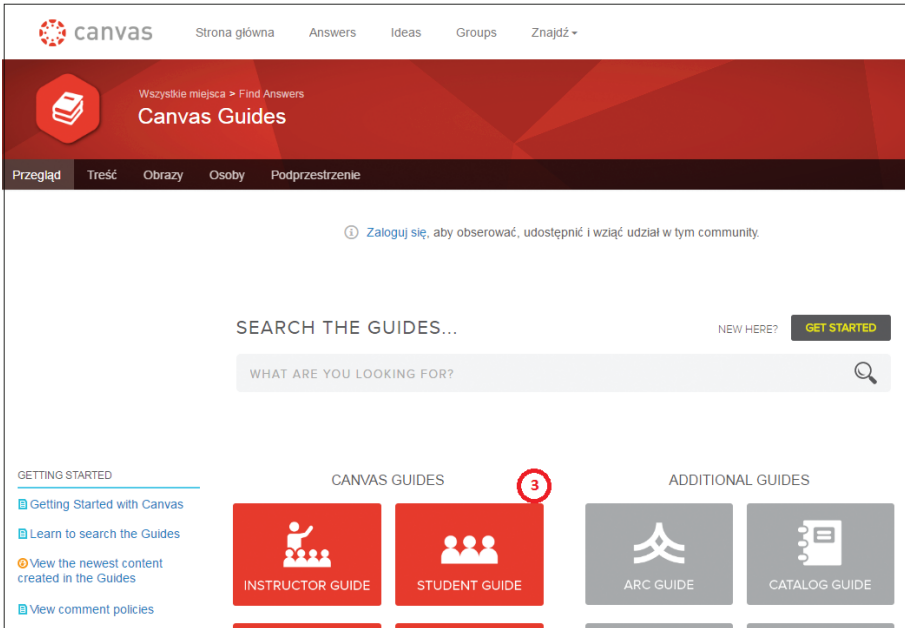 canvas Strona główna Answers Ideas Groups Znajdź
Wszystkie miejsca > Find Answers
Canvas Guides
Przegląd Treść Obrazy Osoby Podprzestrzenie
Zaloguj się, aby obserować, udostępnić i wziąć udział w tym community.
SEARCH THE GUIDES...
NEW HERE? GET STARTED
WHAT ARE YOU LOOKING FOR?
GETTING STARTED
Getting Started with Canvas
Learn to search the Guides
View the newest content
created in the Guides
View comment policies
CANVAS GUIDES
3
INSTRUCTOR GUIDE
STUDENT GUIDE
ADDITIONAL GUIDES
ARC GUIDE
CATALOG GUIDE